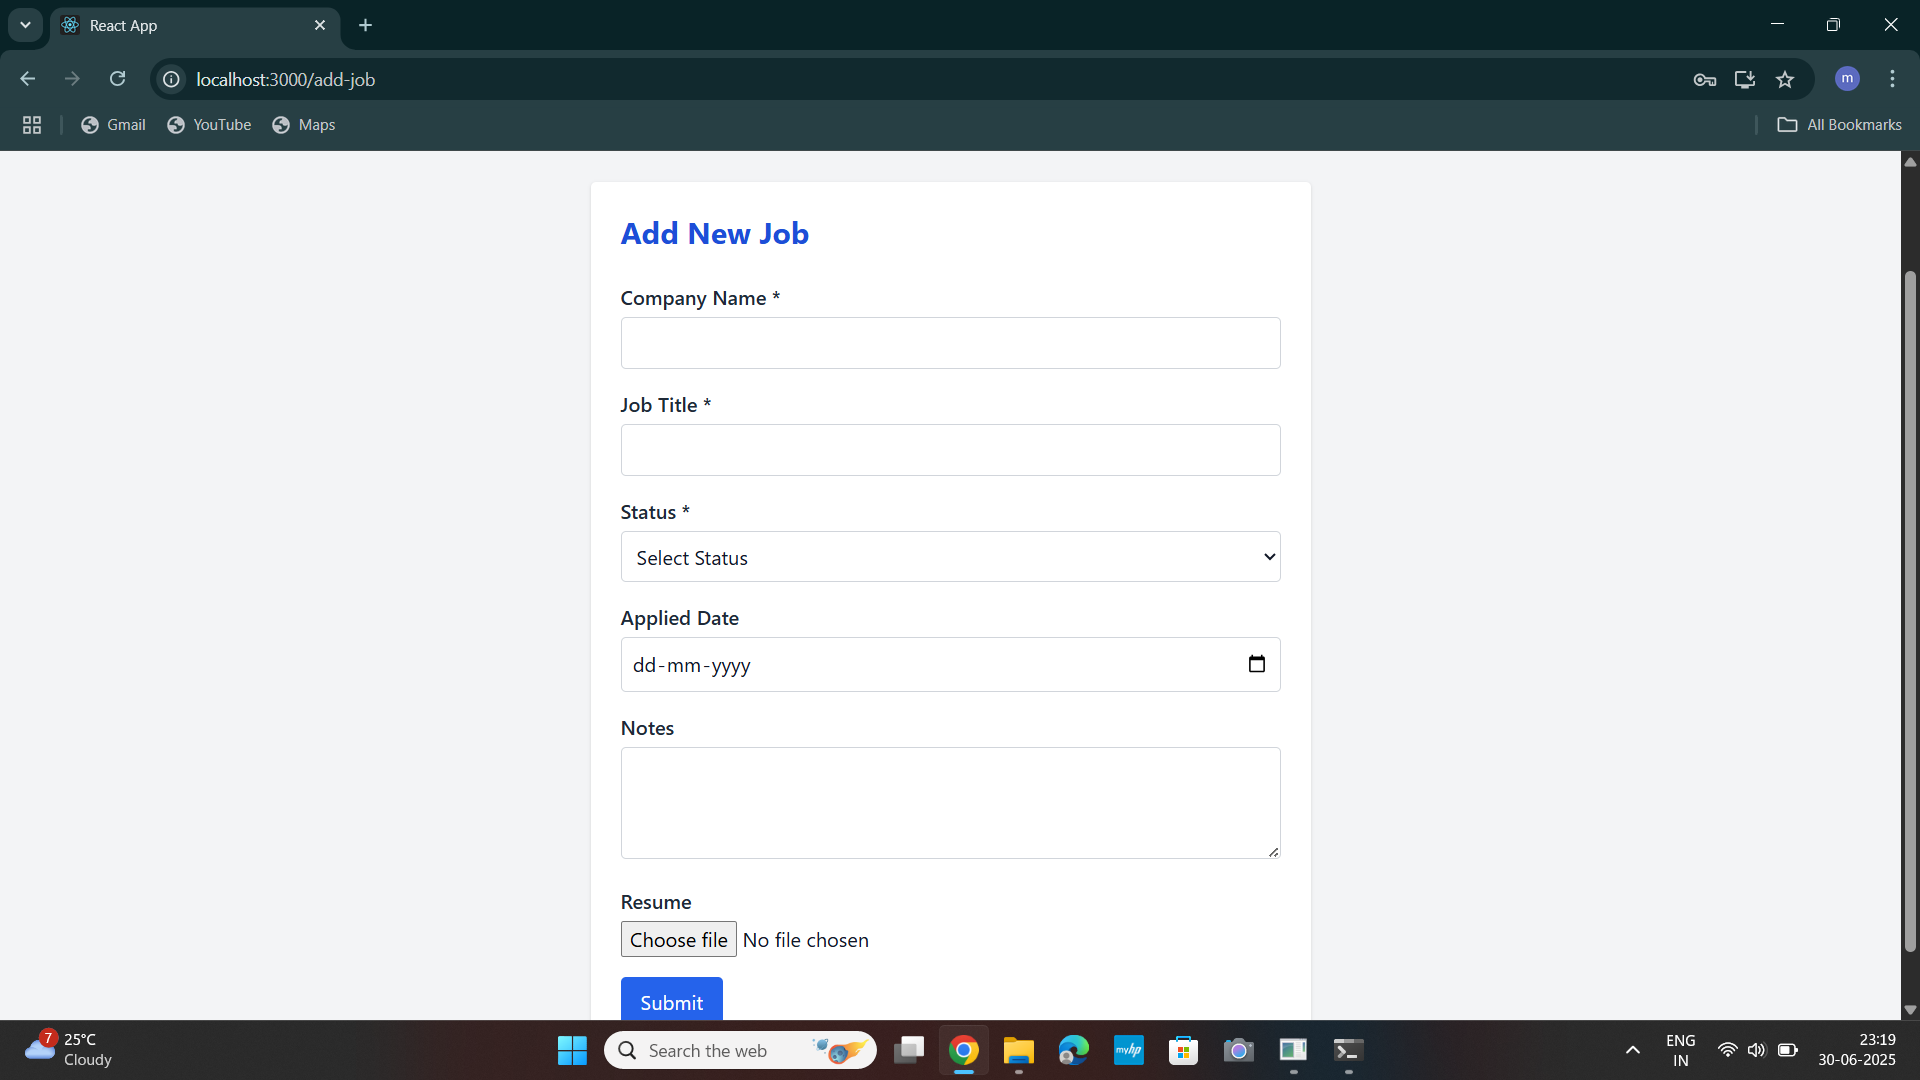 React App
localhost:3000/add-job
m
Gmail
YouTube
Maps
All Bookmarks
Add New Job
Company Name *
Job Title *
Status *
Select Status
Applied Date
dd-mm-yyyy
Notes
Resume
Choose file No file chosen
Submit
7
25°C
Cloudy
Search the web
myhp
ENG
IN
23:19
30-06-2025